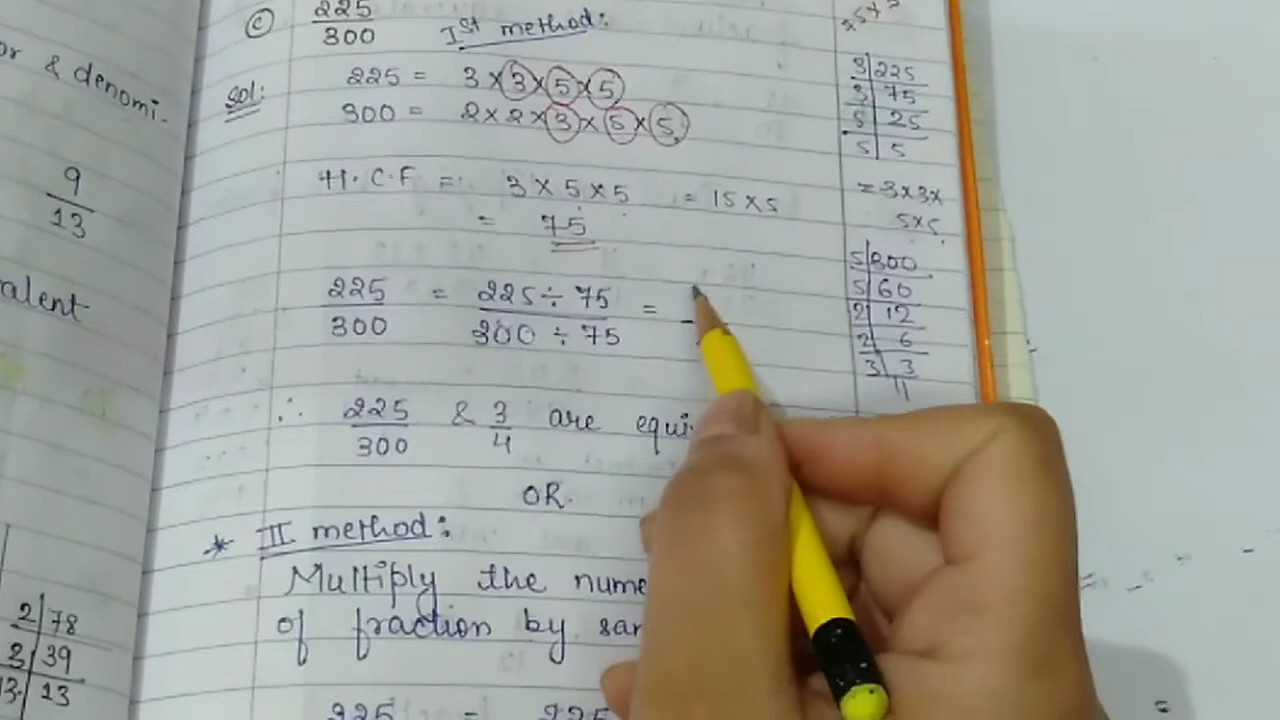 or & denomi.
9
13
alent
2 78
3 39
13. 13
(c) 225
300
Ist method:
Sol: 225 = 3×3×5×5
300 = 2×2×3×5×5
H.C.F = 3×5×5 = 15×5
= 75
225 = 225÷75 =
300 300÷75
∴ 225 & 3 are equi
300 4
OR.
* II method:
Multiply the nume
of fraction by sa
225 = 225
3 225
3 75
5 25
5 5
= 3×3×
5×5
5 300
5 60
2 12
2 6
3 3